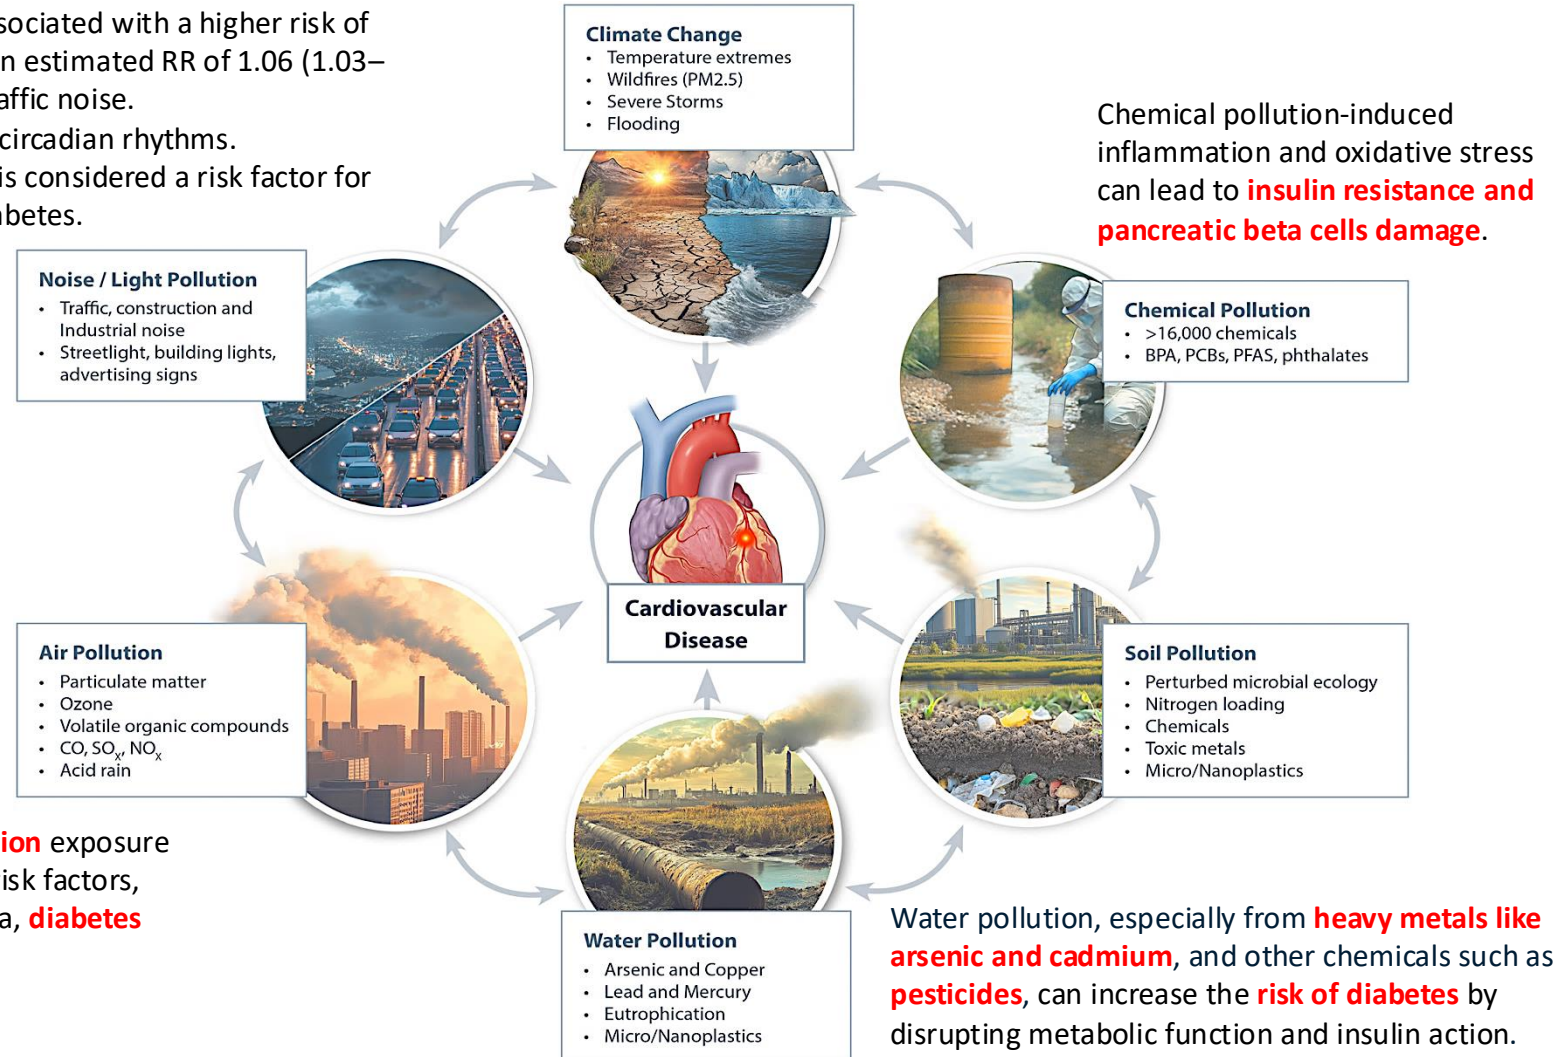 sociated with a higher risk of
n estimated RR of 1.06 (1.03–
affic noise.
circadian rhythms.
is considered a risk factor for
abetes.
Climate Change
• Temperature extremes
• Wildfires (PM2.5)
• Severe Storms
• Flooding
Chemical pollution-induced
inflammation and oxidative stress
can lead to insulin resistance and
pancreatic beta cells damage.
Noise / Light Pollution
• Traffic, construction and
Industrial noise
• Streetlight, building lights,
advertising signs
Chemical Pollution
• >16,000 chemicals
• BPA, PCBs, PFAS, phthalates
Cardiovascular
Disease
Air Pollution
• Particulate matter
• Ozone
• Volatile organic compounds
• CO, SOx, NOx
• Acid rain
Soil Pollution
• Perturbed microbial ecology
• Nitrogen loading
• Chemicals
• Toxic metals
• Micro/Nanoplastics
ion exposure
risk factors,
a, diabetes
Water Pollution
• Arsenic and Copper
• Lead and Mercury
• Eutrophication
• Micro/Nanoplastics
Water pollution, especially from heavy metals like
arsenic and cadmium, and other chemicals such as
pesticides, can increase the risk of diabetes by
disrupting metabolic function and insulin action.